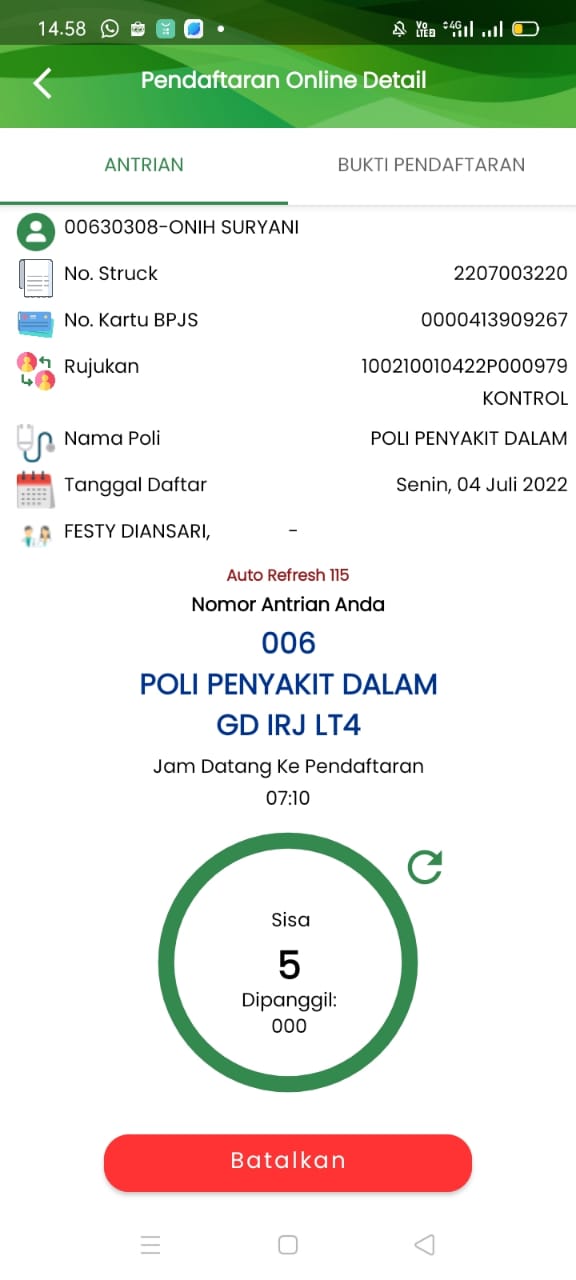 14.58
Vo LTEB 4G
Pendaftaran Online Detail
ANTRIAN BUKTI PENDAFTARAN
00630308-ONIH SURYANI
No. Struck 2207003220
No. Kartu BPJS 0000413909267
Rujukan 100210010422P000979
KONTROL
Nama Poli POLI PENYAKIT DALAM
Tanggal Daftar Senin, 04 Juli 2022
FESTY DIANSARI, -
Auto Refresh 115
Nomor Antrian Anda
006
POLI PENYAKIT DALAM
GD IRJ LT4
Jam Datang Ke Pendaftaran
07:10
Sisa
5
Dipanggil:
000
Batalkan